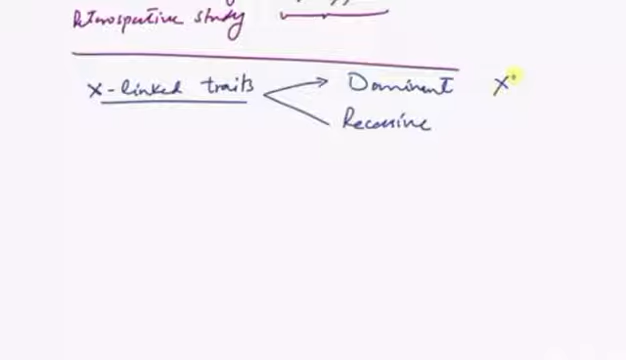 Retrospective study
X-linked traits → Dominant X
Recessive